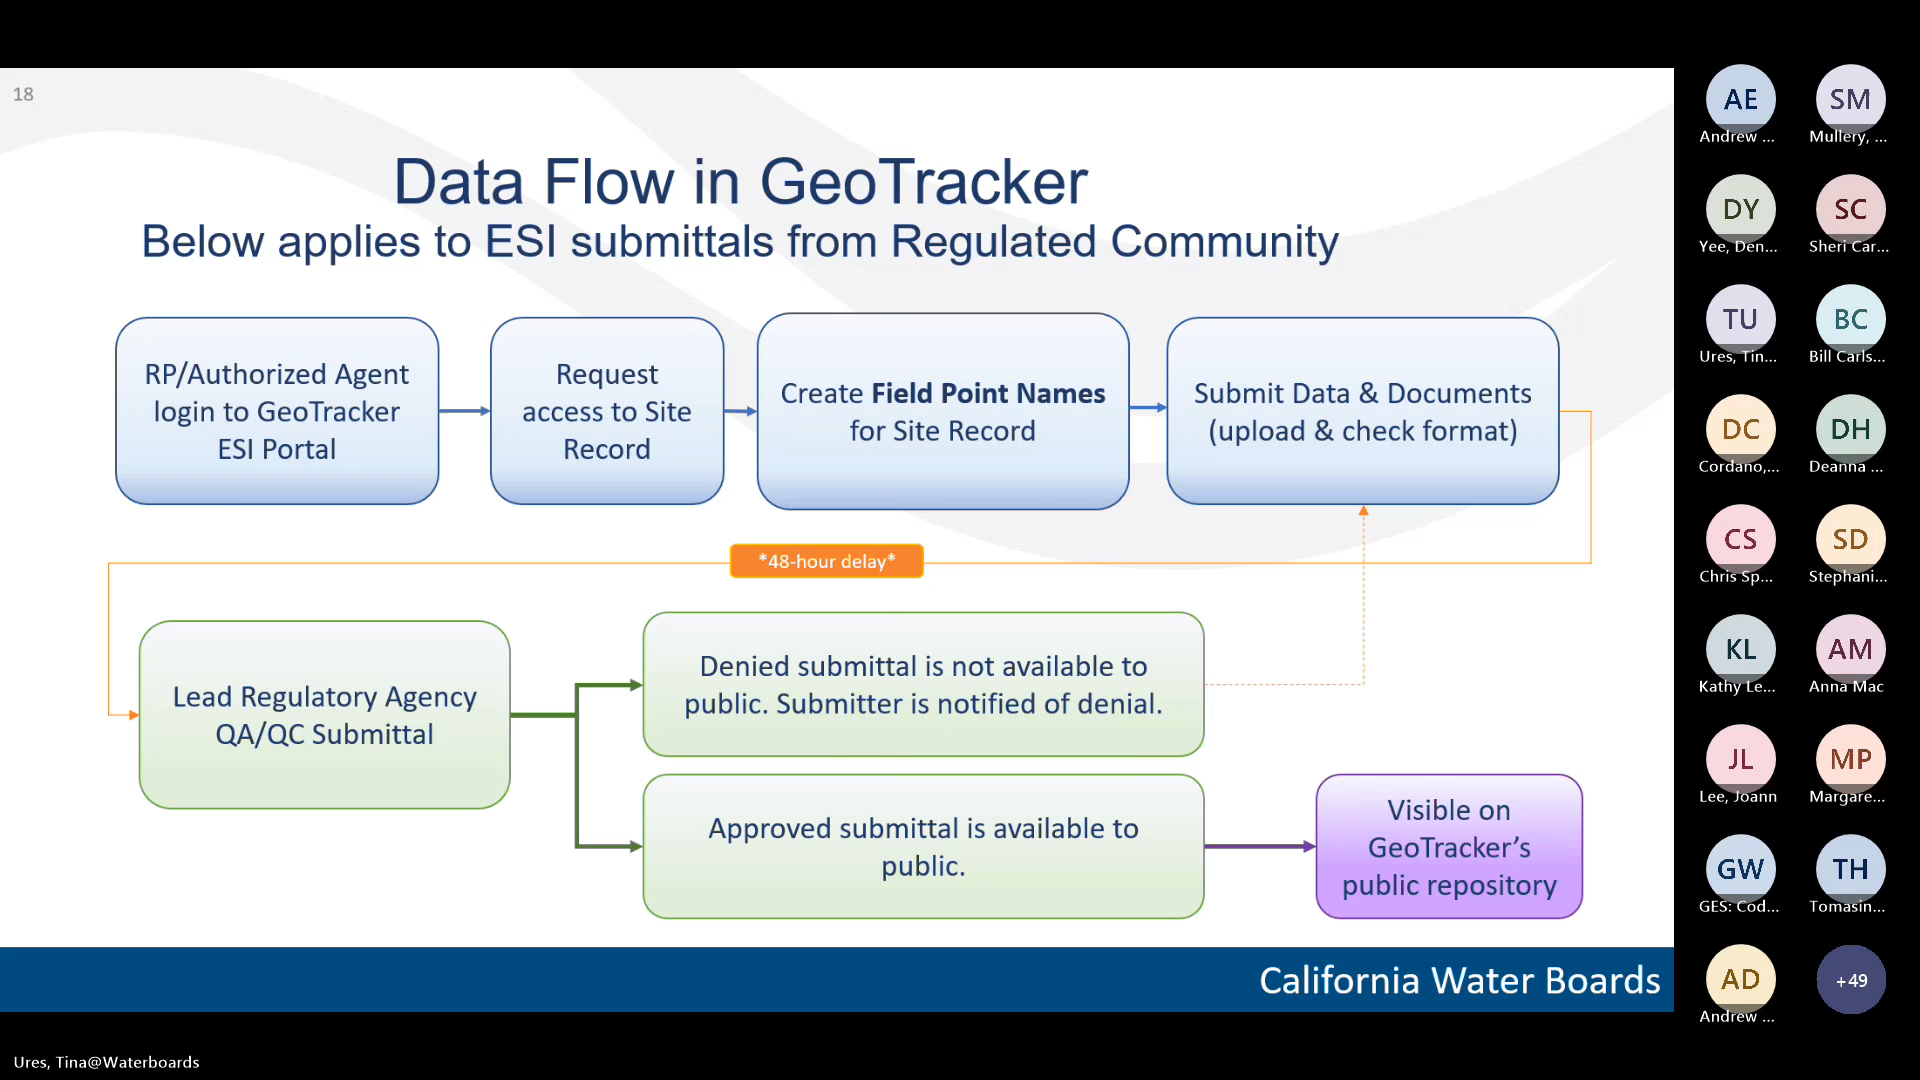 18
Data Flow in GeoTracker
Below applies to ESI submittals from Regulated Community
RP/Authorized Agent
login to GeoTracker
ESI Portal
Request
access to Site
Record
Create Field Point Names
for Site Record
Submit Data & Documents
(upload & check format)
*48-hour delay*
Lead Regulatory Agency
QA/QC Submittal
Denied submittal is not available to
public. Submitter is notified of denial.
Approved submittal is available to
public.
Visible on
GeoTracker’s
public repository
California Water Boards
Ures, Tina@Waterboards
AE
Andrew ...
SM
Mullery, ...
DY
Yee, Den...
SC
Sheri Car...
TU
Ures, Tin...
BC
Bill Carls...
DC
Cordano,...
DH
Deanna ...
CS
Chris Sp...
SD
Stephani...
KL
Kathy Le...
AM
Anna Mac
JL
Lee, Joann
MP
Margare...
GW
GES: Cod...
TH
Tomasin...
AD
Andrew ...
+49